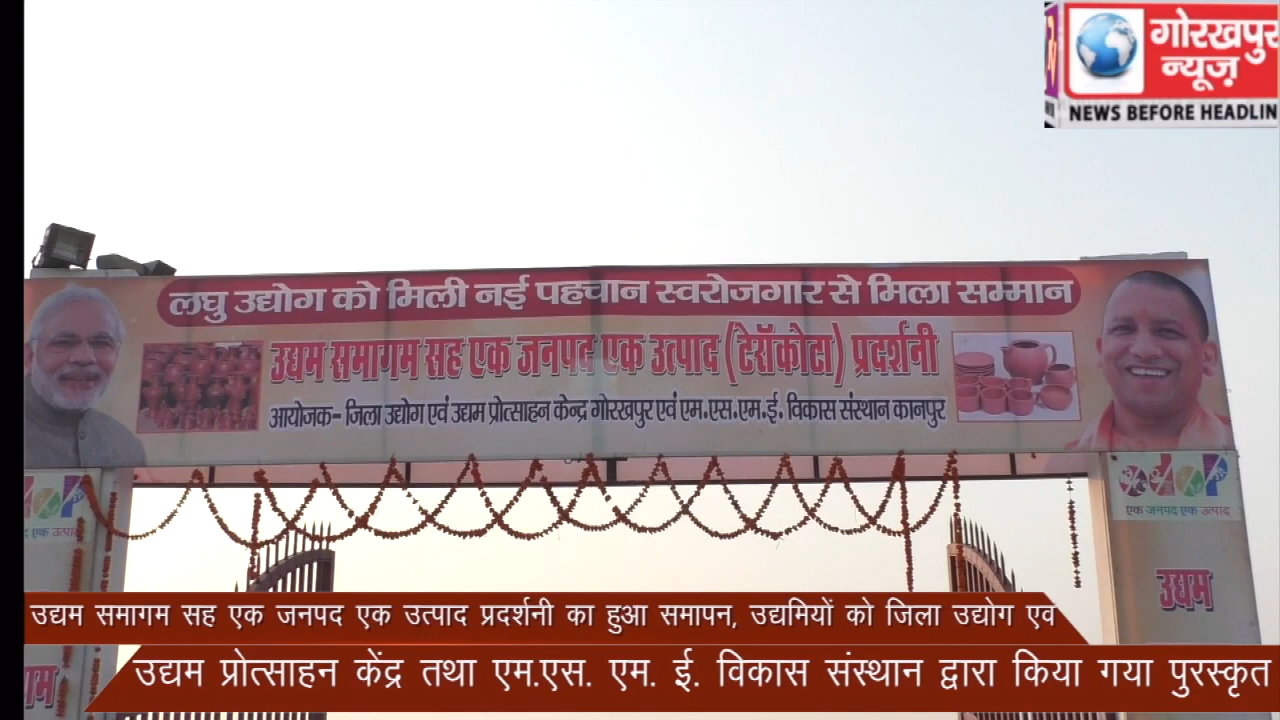 गोरखपुर
न्यूज़
NEWS BEFORE HEADLIN
लघु उद्योग को मिली नई पहचान स्वरोजगार से मिला सम्मान
उद्यम समागम सह एक जनपद एक उत्पाद (टेरॉकोटा) प्रदर्शनी
आयोजक- जिला उद्योग एवं उद्यम प्रोत्साहन केन्द्र गोरखपुर एवं एम.एस.एम.ई. विकास संस्थान कानपुर
एक उत्पाद
एक जनपद एक उत्पाद
उद्यम
उद्यम समागम सह एक जनपद एक उत्पाद प्रदर्शनी का हुआ समापन, उद्यामियों को जिला उद्योग एव
उद्यम प्रोत्साहन केंद्र तथा एम.एस. एम. ई. विकास संस्थान द्वारा किया गया पुरस्कृत